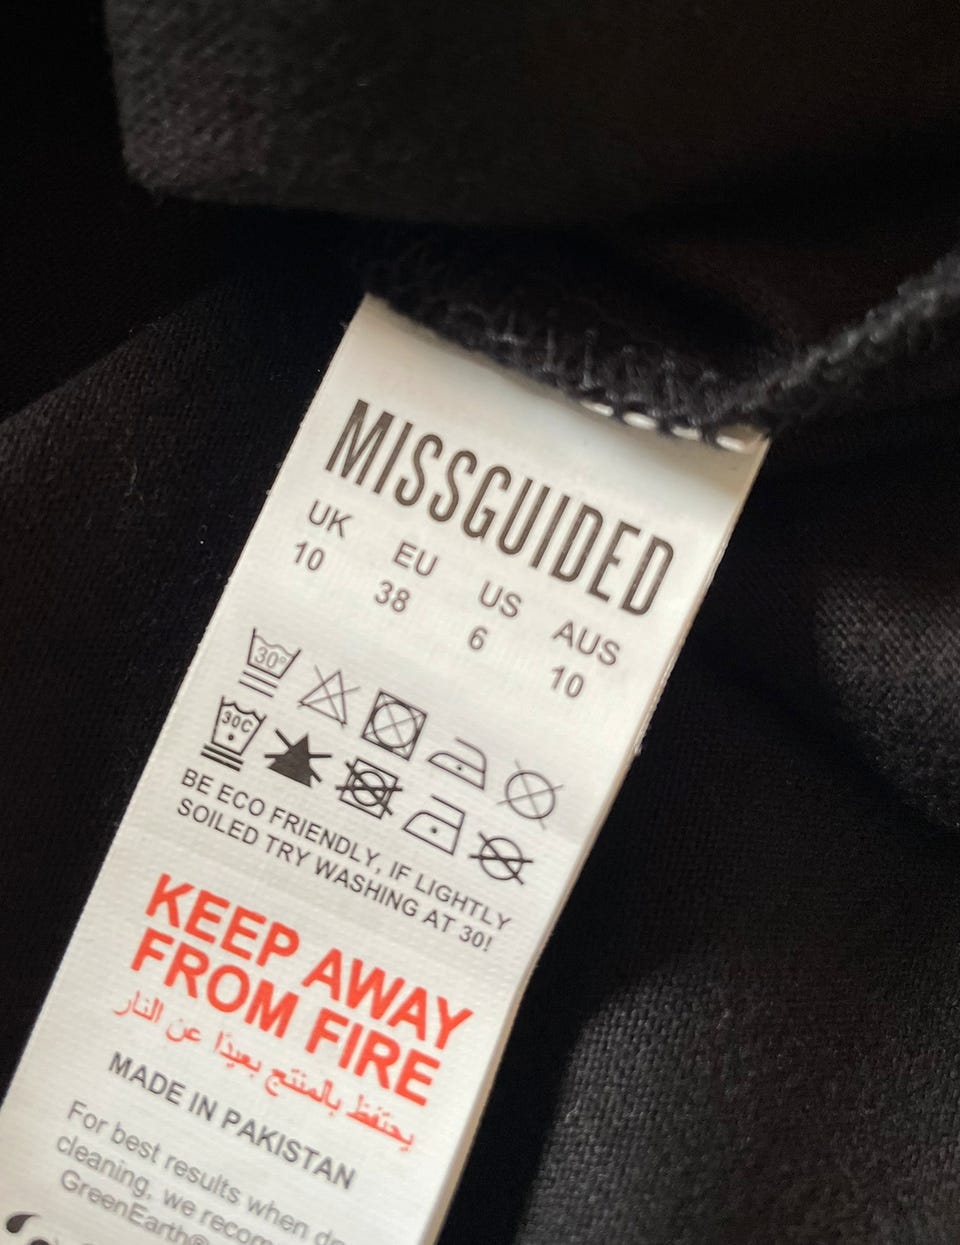 MISSGUIDED
UK EU US AUS
10 38 6 10
30°
30C
BE ECO FRIENDLY, IF LIGHTLY
SOILED TRY WASHING AT 30!
KEEP AWAY
FROM FIRE
يحتفظ بالمنتج بعيدًا عن النار
MADE IN PAKISTAN
For best results when
cleaning, we
GreenEarth®